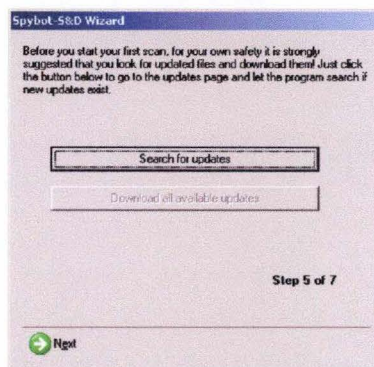 Spybot-S&D Wizard
Before you start your first scan, for your own safety it is strongly
suggested that you look for updated files and download them! Just click
the button below to go to the updates page and let the program search if
new updates exist.
Search for updates
Download all available updates
Step 5 of 7
Next